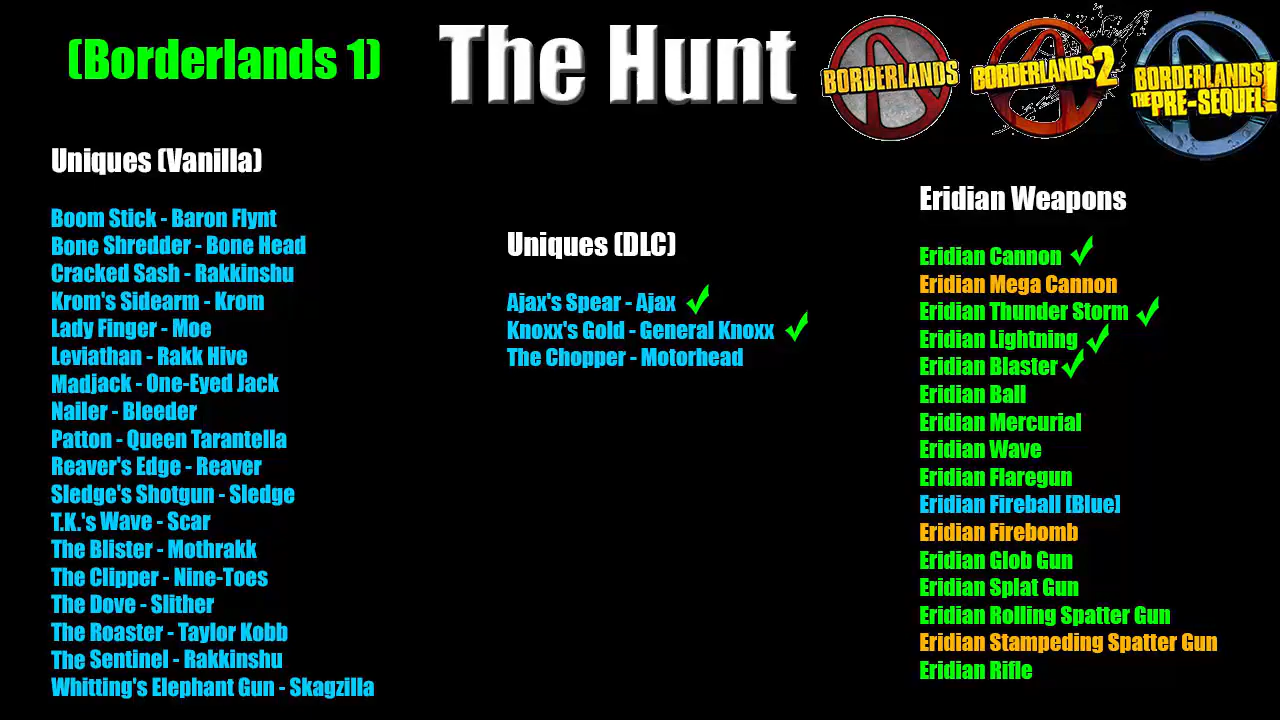 (Borderlands 1)
The Hunt
BORDERLANDS
BORDERLANDS 2
BORDERLANDS
THE PRE-SEQUEL!
Uniques (Vanilla)
Boom Stick - Baron Flynt
Bone Shredder - Bone Head
Cracked Sash - Rakkinshu
Krom's Sidearm - Krom
Lady Finger - Moe
Leviathan - Rakk Hive
Madjack - One-Eyed Jack
Nailer - Bleeder
Patton - Queen Tarantella
Reaver's Edge - Reaver
Sledge's Shotgun - Sledge
T.K.'s Wave - Scar
The Blister - Mothrakk
The Clipper - Nine-Toes
The Dove - Slither
The Roaster - Taylor Kobb
The Sentinel - Rakkinshu
Whitting's Elephant Gun - Skagzilla
Uniques (DLC)
Ajax's Spear - Ajax
Knoxx's Gold - General Knoxx
The Chopper - Motorhead
Eridian Weapons
Eridian Cannon
Eridian Mega Cannon
Eridian Thunder Storm
Eridian Lightning
Eridian Blaster
Eridian Ball
Eridian Mercurial
Eridian Wave
Eridian Flaregun
Eridian Fireball [Blue]
Eridian Firebomb
Eridian Glob Gun
Eridian Splat Gun
Eridian Rolling Spatter Gun
Eridian Stampeding Spatter Gun
Eridian Rifle